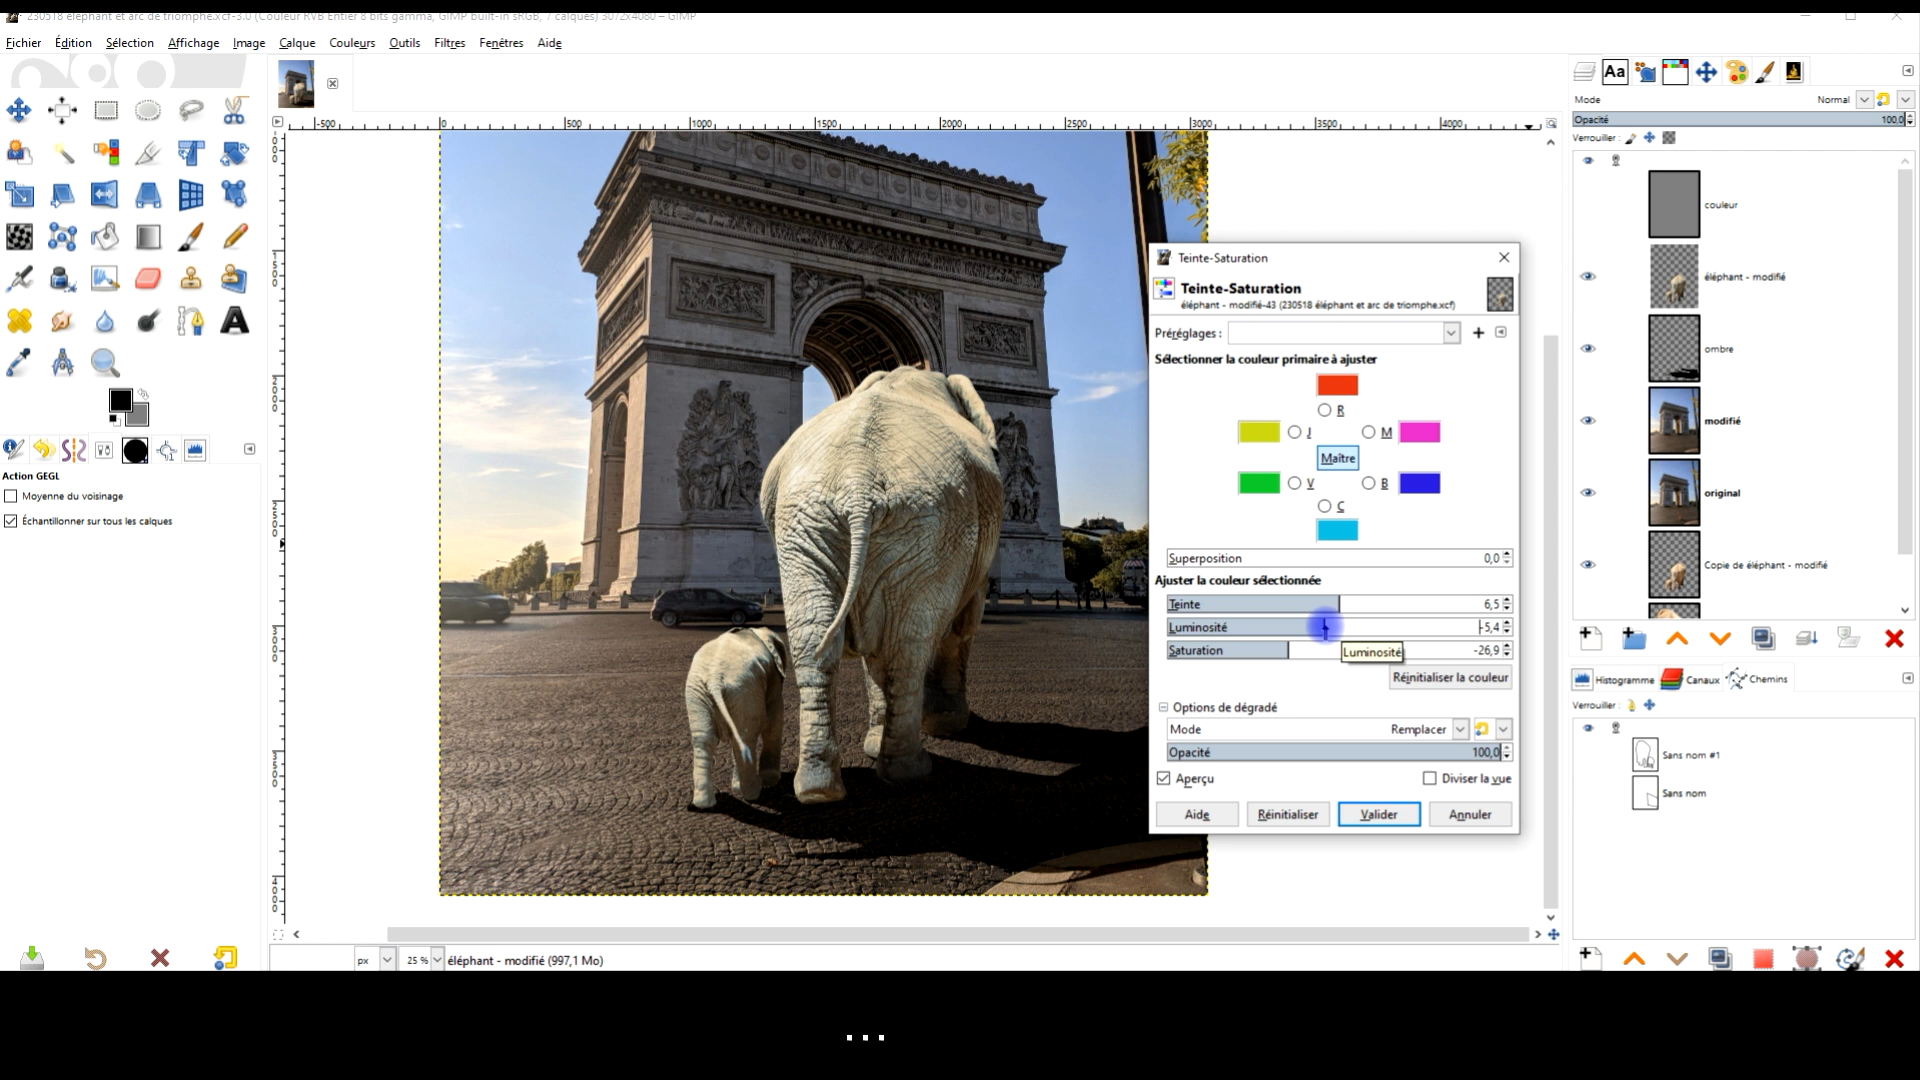 230518 éléphant et arc de triomphe.xcf-3.0 (Couleur RVB Entier 8 bits gamma, GIMP built-in sRGB, 7 calques) 3072x4080 – GIMP
Fichier Édition Sélection Affichage Image Calque Couleurs Outils Filtres Fenêtres Aide
Aa
Mode Normal
Opacité 100,0
Verrouiller :
-500 0 500 1000 1500 2000 2500 3000 3500 4000
couleur
éléphant - modifié
ombre
modifié
original
Copie de éléphant - modifié
Teinte-Saturation
Teinte-Saturation
éléphant - modifié-43 (230518 éléphant et arc de triomphe.xcf)
Préréglages :
Sélectionner la couleur primaire à ajuster
R
J M
Maître
V B
C
Superposition 0,0
Ajuster la couleur sélectionnée
Teinte 6,5
Luminosité -5,4
Saturation -26,9
Luminosité
Réinitialiser la couleur
Options de dégradé
Mode Remplacer
Opacité 100,0
Aperçu Diviser la vue
Aide Réinitialiser Valider Annuler
Action GEGL
Moyenne du voisinage
Échantillonner sur tous les calques
1500
2000
2500
3000
3500
4000
Histogramme Canaux Chemins
Verrouiller :
Sans nom #1
Sans nom
px 25 % éléphant - modifié (997,1 Mo)
...